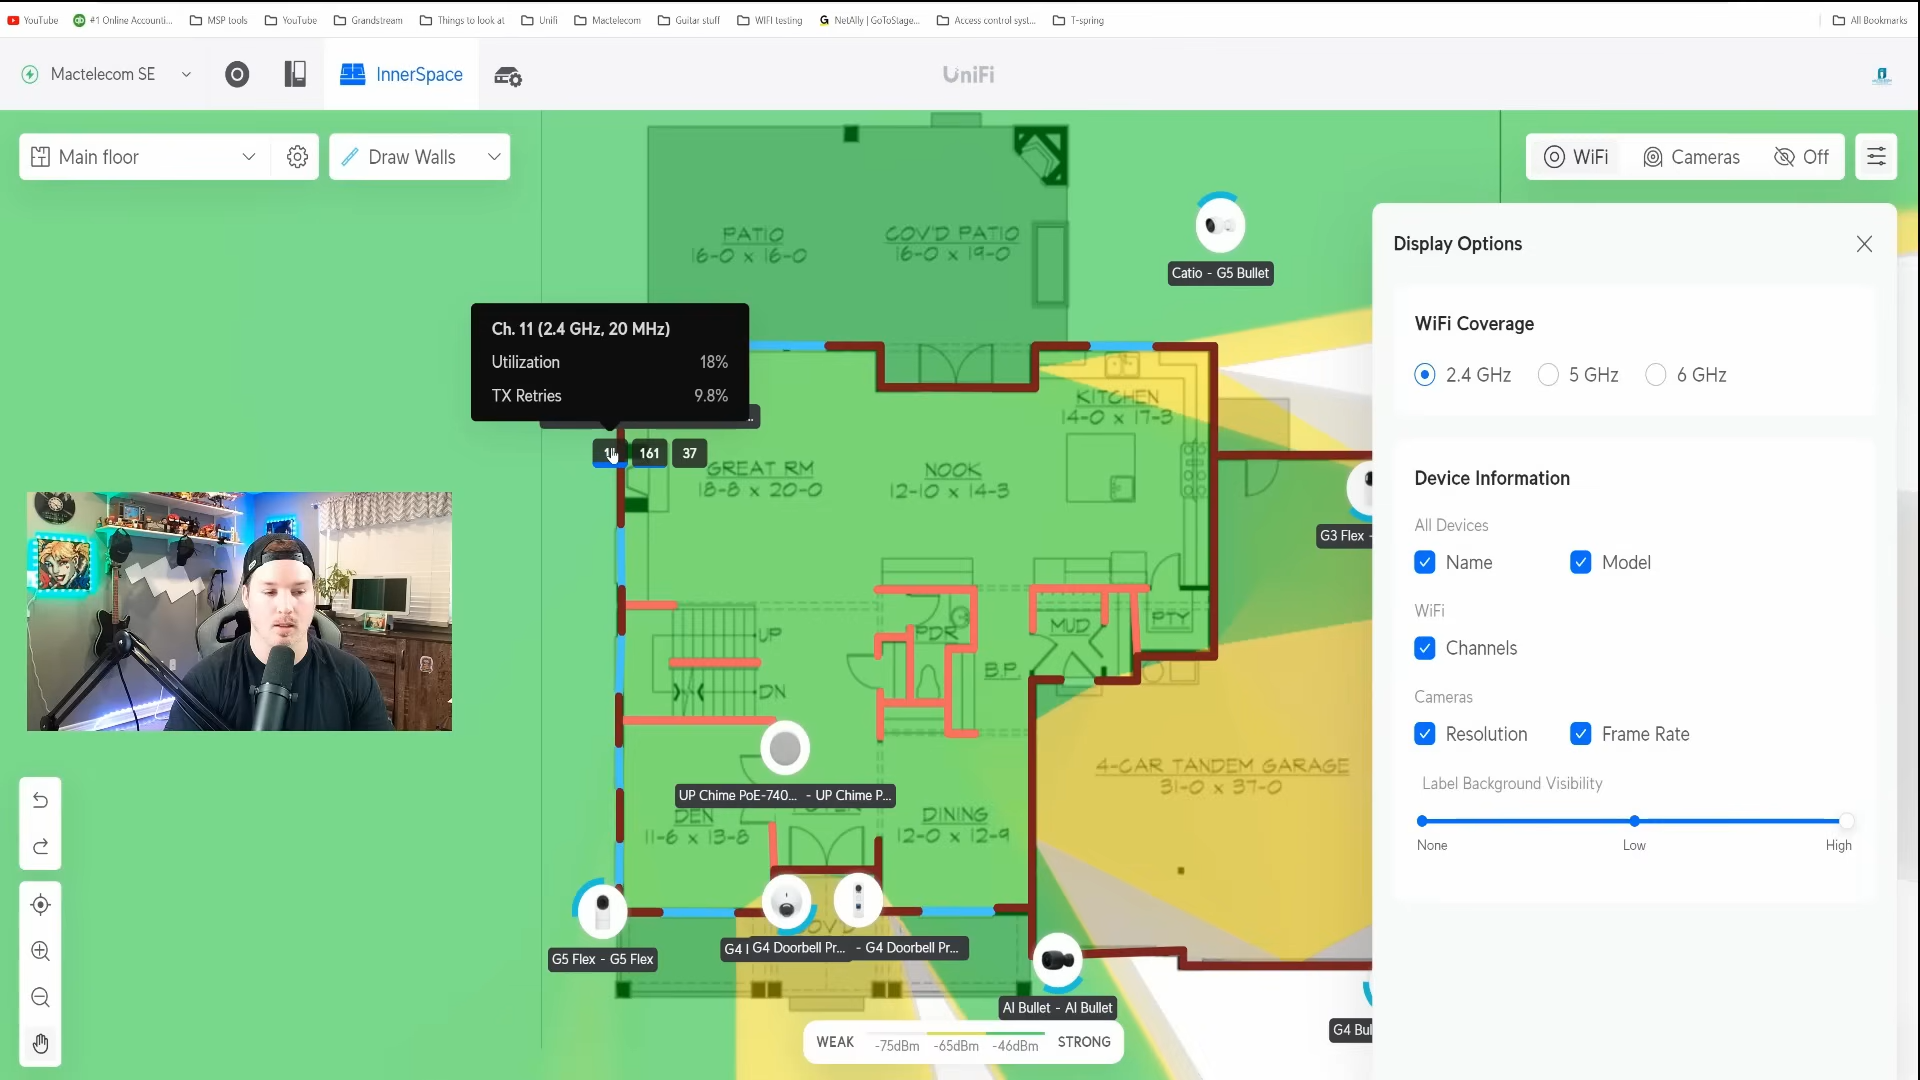 YouTube
#1 Online Accounti...
MSP tools
YouTube
Grandstream
Things to look at
Unifi
Mactelecom
Guitar stuff
WIFI testing
NetAlly | GoToStage...
Access control syst...
T-spring
All Bookmarks
Mactelecom SE
InnerSpace
UniFi
Main floor
Draw Walls
WiFi
Cameras
Off
PATIO
16-0 x 16-0
COV'D PATIO
16-0 x 19-0
Catio - G5 Bullet
Ch. 11 (2.4 GHz, 20 MHz)
Utilization 18%
TX Retries 9.8%
161
37
GREAT RM
18-8 x 20-0
NOOK
12-10 x 14-3
KITCHEN
14-0 x 17-3
G3 Flex -
UP
DN
PDR
B.P.
MUD
PTY
UP Chime PoE-740... - UP Chime P...
DEN
11-6 x 13-8
DINING
12-0 x 12-9
4-CAR TANDEM GARAGE
31-0 x 37-0
G5 Flex - G5 Flex
G4 | G4 Doorbell Pr... - G4 Doorbell Pr...
AI Bullet - AI Bullet
G4 Bul
WEAK -75dBm -65dBm -46dBm STRONG
Display Options
WiFi Coverage
2.4 GHz
5 GHz
6 GHz
Device Information
All Devices
Name
Model
WiFi
Channels
Cameras
Resolution
Frame Rate
Label Background Visibility
None
Low
High